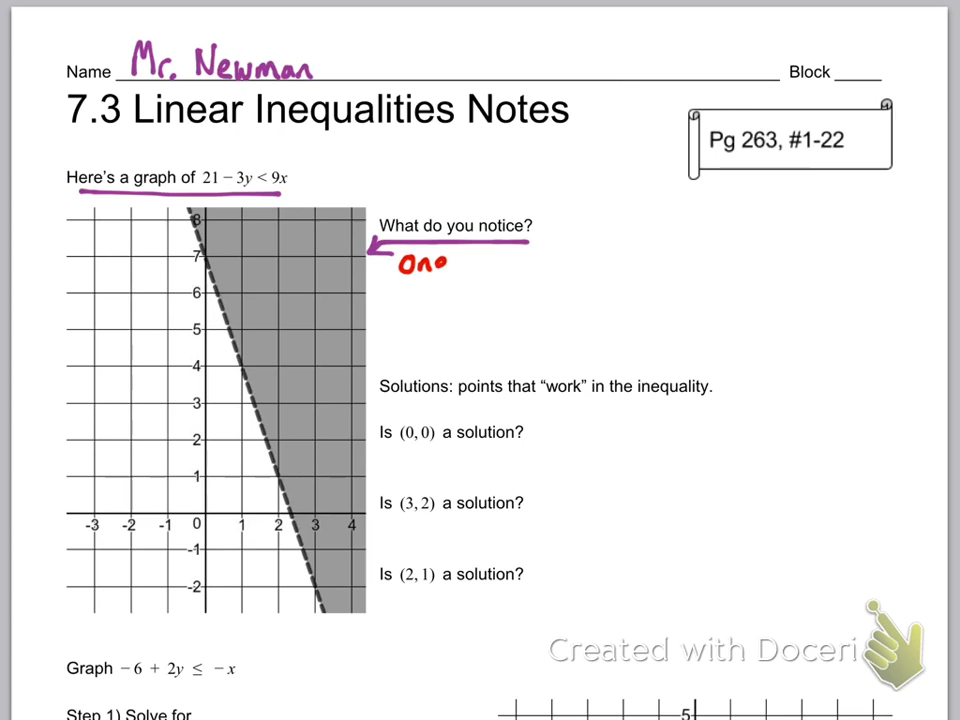 Name Mr. Newman Block
7.3 Linear Inequalities Notes
Pg 263, #1-22
Here's a graph of 21 − 3y < 9x
What do you notice?
One
8
7
6
5
4
3
2
1
-3 -2 -1 0 1 2 3 4
-1
-2
Solutions: points that “work” in the inequality.
Is (0, 0) a solution?
Is (3, 2) a solution?
Is (2, 1) a solution?
Created with Doceri
Graph − 6 + 2y ≤ − x
Step 1) Solve for
5